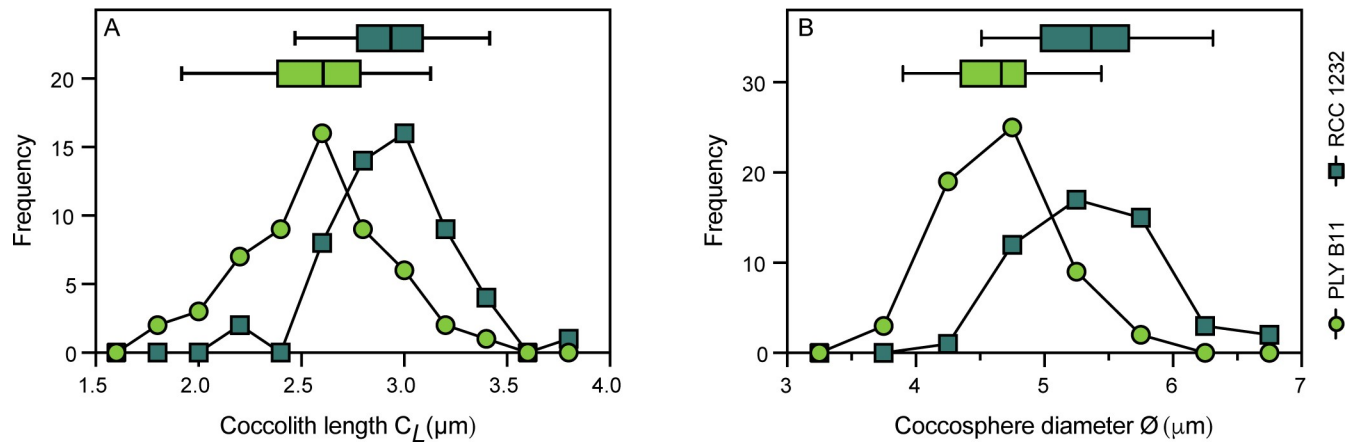 A
20
15
10
5
0
Frequency
1.5 2.0 2.5 3.0 3.5 4.0
Coccolith length C_L (μm)
B
30
20
10
0
Frequency
3 4 5 6 7
Coccosphere diameter Ø (μm)
RCC 1232
PLY B11